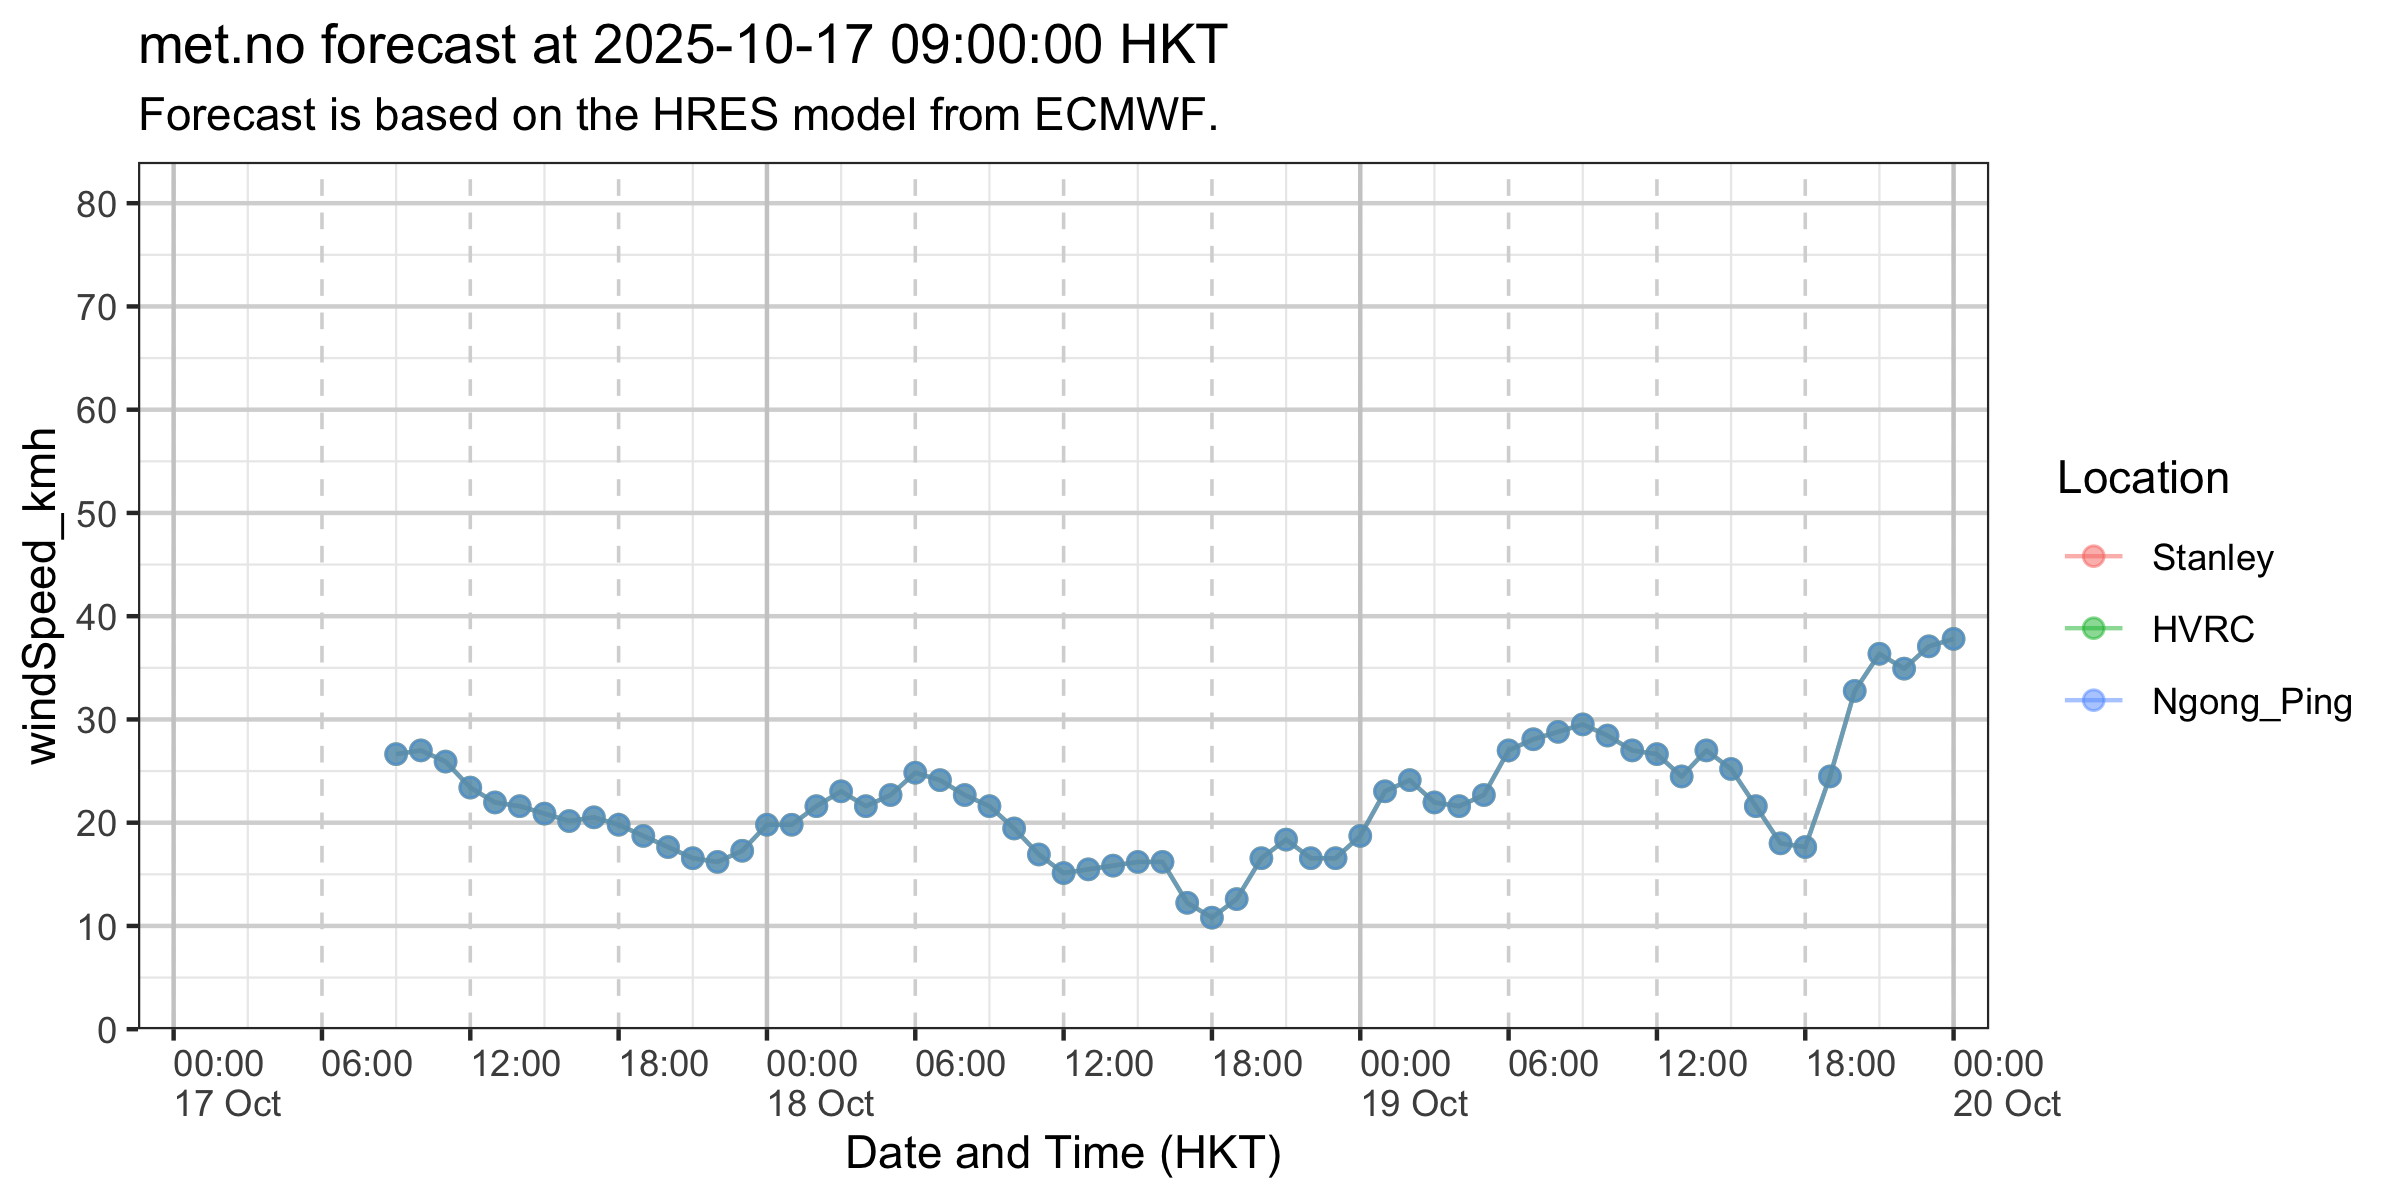 met.no forecast at 2025-10-17 09:00:00 HKT
Forecast is based on the HRES model from ECMWF.
windSpeed_kmh
80
70
60
50
40
30
20
10
0
00:00 06:00 12:00 18:00 00:00 06:00 12:00 18:00 00:00 06:00 12:00 18:00 00:00
17 Oct 18 Oct 19 Oct 20 Oct
Date and Time (HKT)
Location
Stanley
HVRC
Ngong_Ping